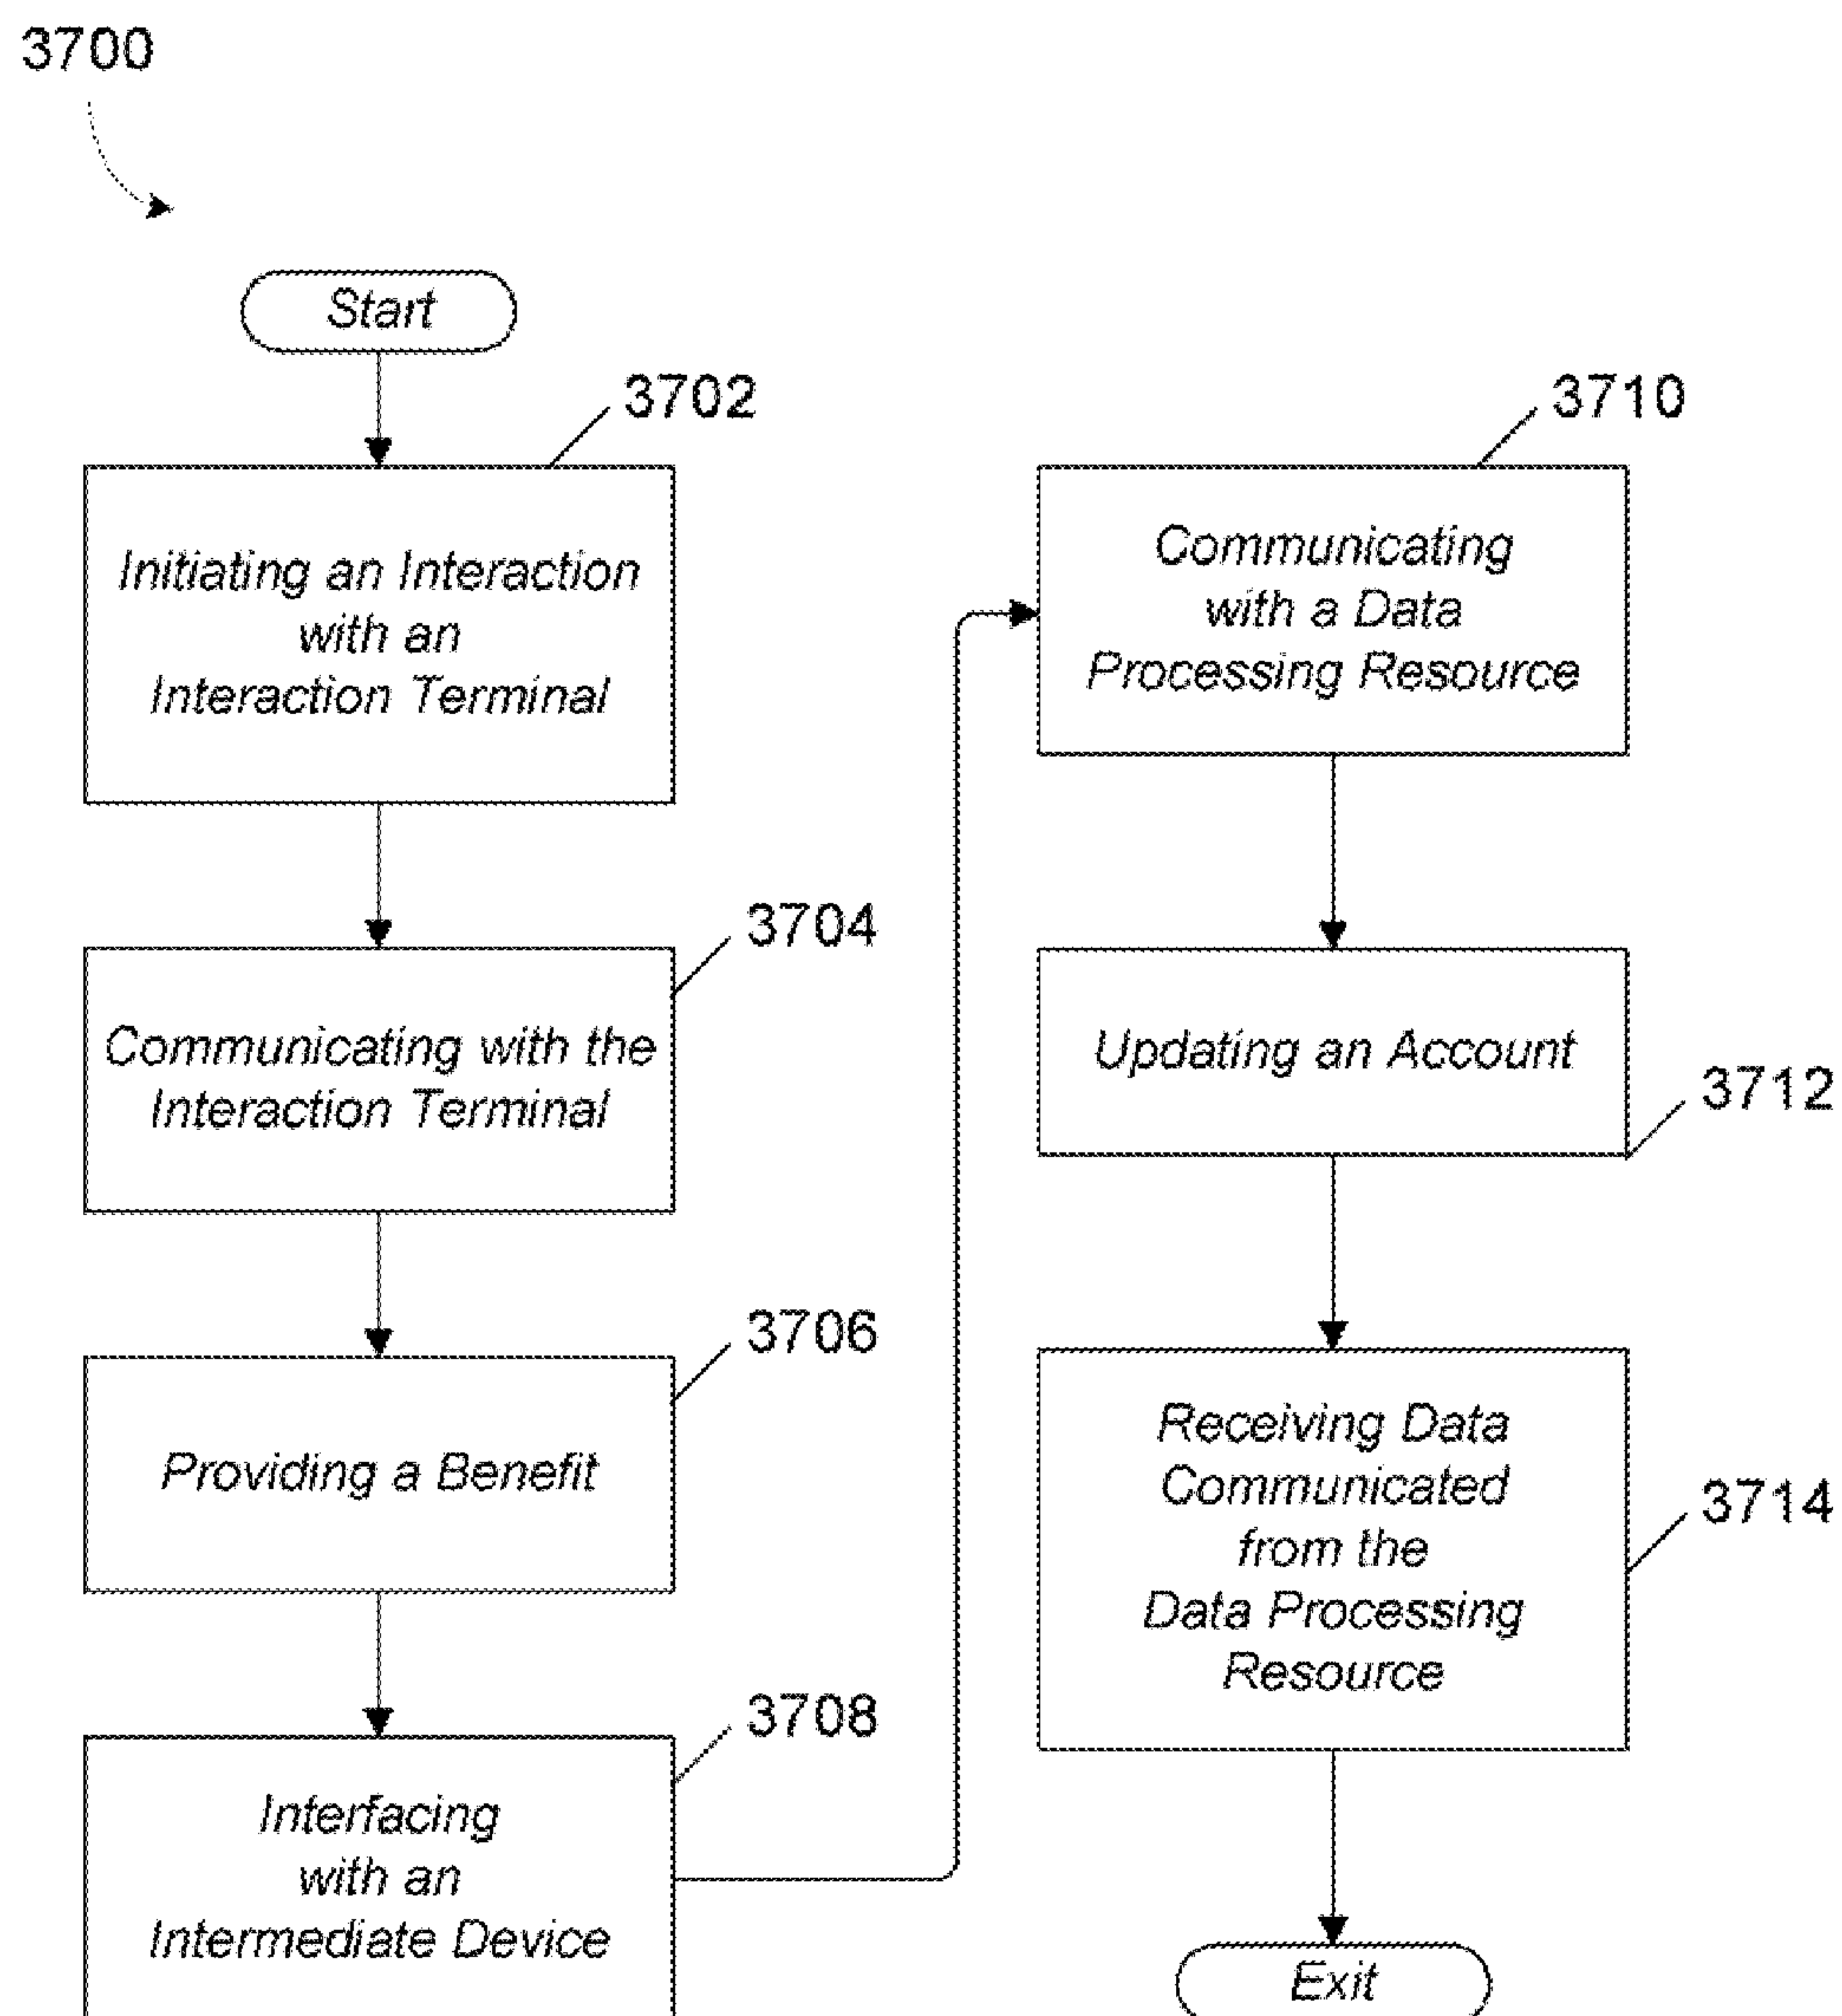 3700
Start
3702
Initiating an Interaction
with an
Interaction Terminal
3704
Communicating with the
Interaction Terminal
3706
Providing a Benefit
3708
Interfacing
with an
Intermediate Device
3710
Communicating
with a Data
Processing Resource
Updating an Account
3712
Receiving Data
Communicated
from the
Data Processing
Resource
3714
Exit